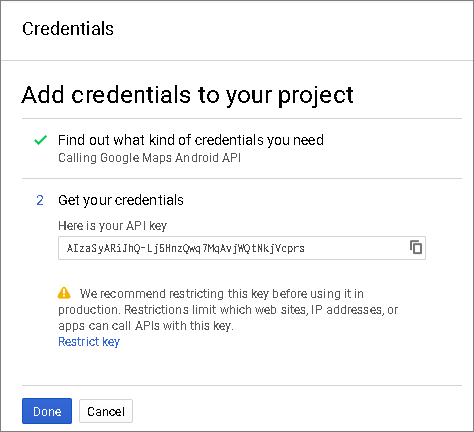 Credentials
Add credentials to your project
Find out what kind of credentials you need
Calling Google Maps Android API
2 Get your credentials
Here is your API key
AIzaSyARiJhQ-Lj5HnzQwq7MqAvjWQtNkjVcprs
We recommend restricting this key before using it in
production. Restrictions limit which web sites, IP addresses, or
apps can call APIs with this key.
Restrict key
Done Cancel